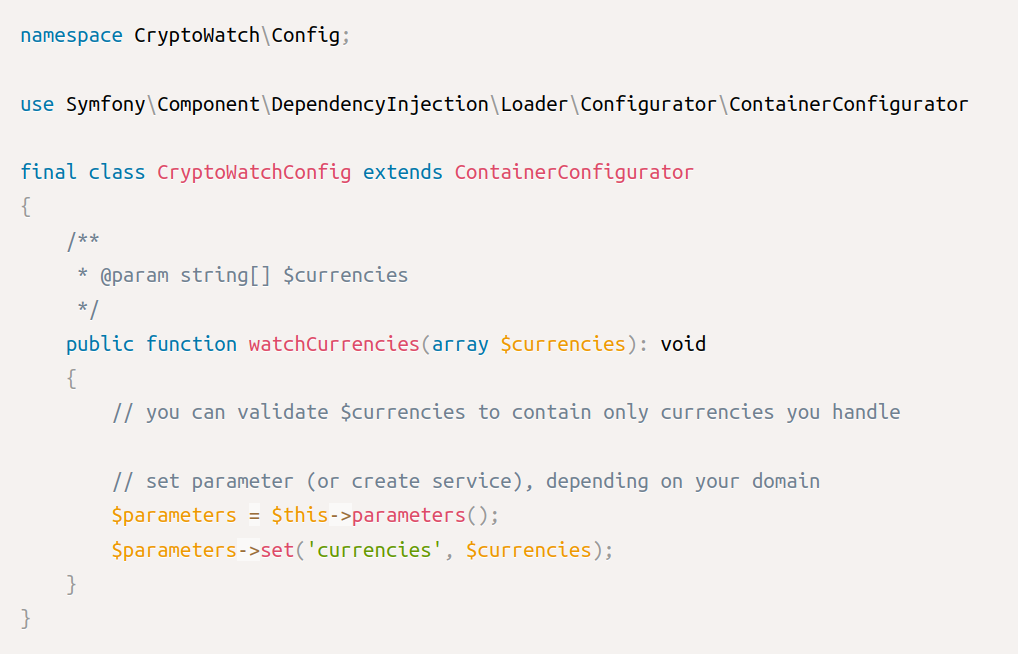 namespace CryptoWatch\Config;
use Symfony\Component\DependencyInjection\Loader\Configurator\ContainerConfigurator
final class CryptoWatchConfig extends ContainerConfigurator
{
    /**
     * @param string[] $currencies
     */
    public function watchCurrencies(array $currencies): void
    {
        // you can validate $currencies to contain only currencies you handle
        // set parameter (or create service), depending on your domain
        $parameters = $this->parameters();
        $parameters->set('currencies', $currencies);
    }
}